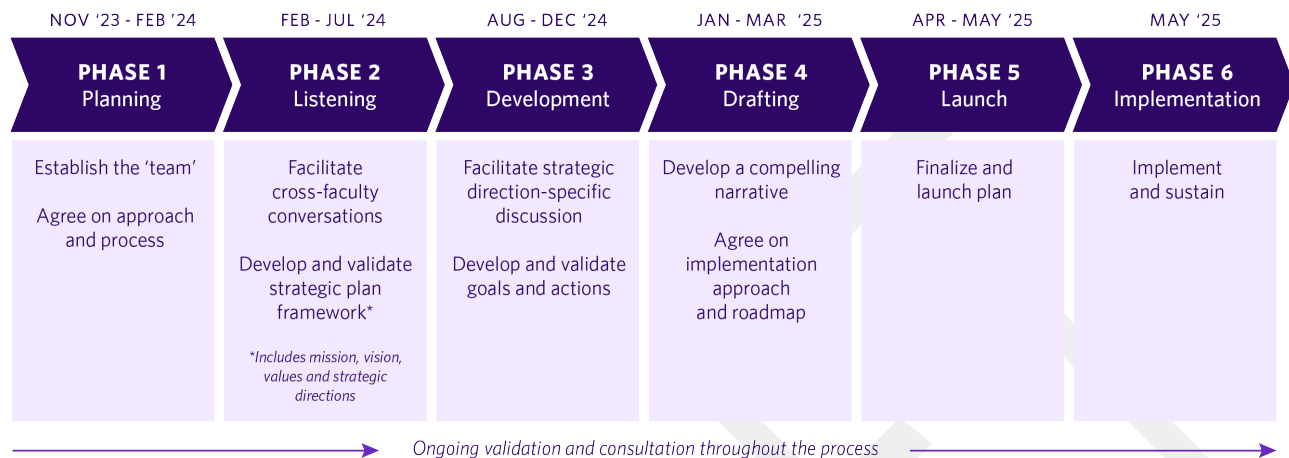 NOV ‘23 - FEB ’24
FEB - JUL ‘24
AUG - DEC ‘24
JAN - MAR ‘25
APR - MAY ‘25
MAY ‘25
PHASE 1
Planning
PHASE 2
Listening
PHASE 3
Development
PHASE 4
Drafting
PHASE 5
Launch
PHASE 6
Implementation
Establish the ‘team’
Agree on approach
and process
Facilitate
cross-faculty
conversations
Develop and validate
strategic plan
framework*
*Includes mission, vision,
values and strategic
directions
Facilitate strategic
direction-specific
discussion
Develop and validate
goals and actions
Develop a compelling
narrative
Agree on
implementation
approach
and roadmap
Finalize and
launch plan
Implement
and sustain
Ongoing validation and consultation throughout the process